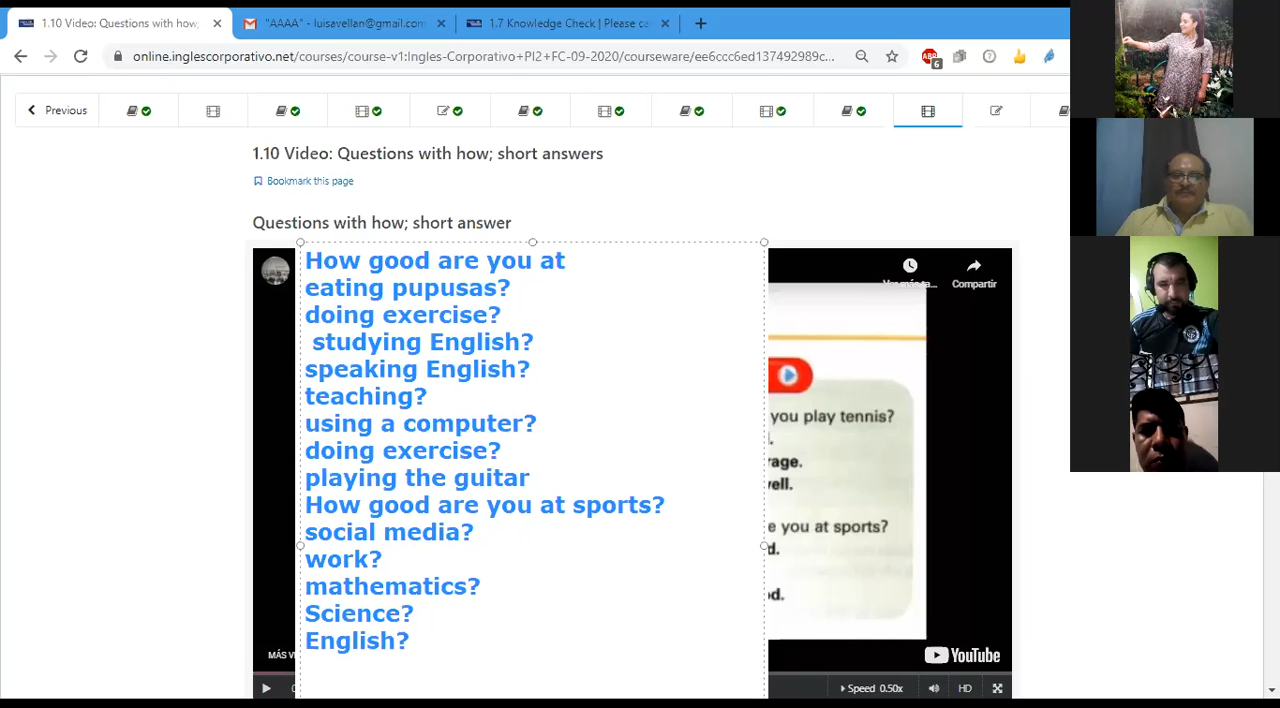 1.10 Video: Questions with how;
"AAAA" - luisavellan@gmail.com
1.7 Knowledge Check | Please ca
online.inglescorporativo.net/courses/course-v1:Ingles-Corporativo+PI2+FC-09-2020/courseware/ee6ccc6ed137492989c...
6
Previous
1.10 Video: Questions with how; short answers
Bookmark this page
Questions with how; short answer
How good are you at
eating pupusas?
doing exercise?
studying English?
speaking English?
teaching?
using a computer?
doing exercise?
playing the guitar
How good are you at sports?
social media?
work?
mathematics?
Science?
English?
Compartir
you play tennis?
rage.
well.
e you at sports?
d.
od.
MÁS V
YouTube
Speed 0.50x
HD